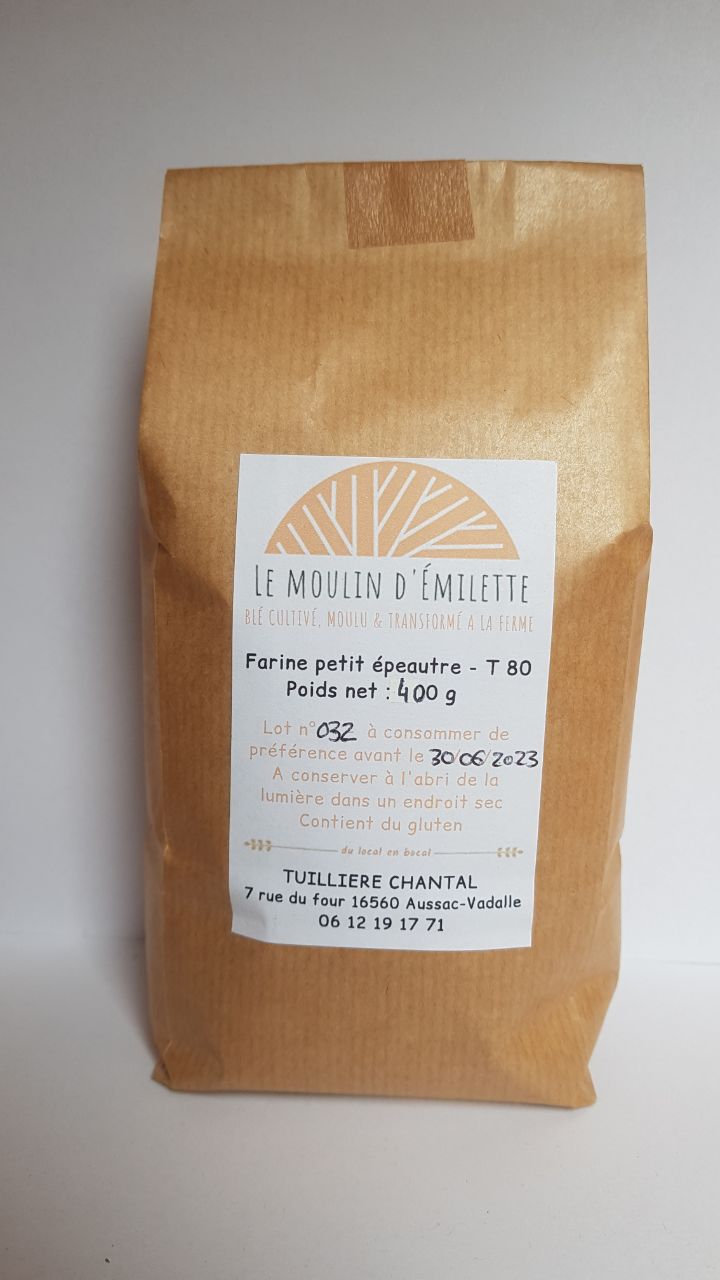 LE MOULIN D'ÉMILETTE
BLÉ CULTIVÉ, MOULU & TRANSFORMÉ A LA FERME
Farine petit épeautre - T 80
Poids net : 400 g
Lot n°032 à consommer de
préférence avant le 30/06/2023
A conserver à l'abri de la
lumière dans un endroit sec
Contient du gluten
du local en bocal
TUILLIERE CHANTAL
7 rue du four 16560 Aussac-Vadalle
06 12 19 17 71